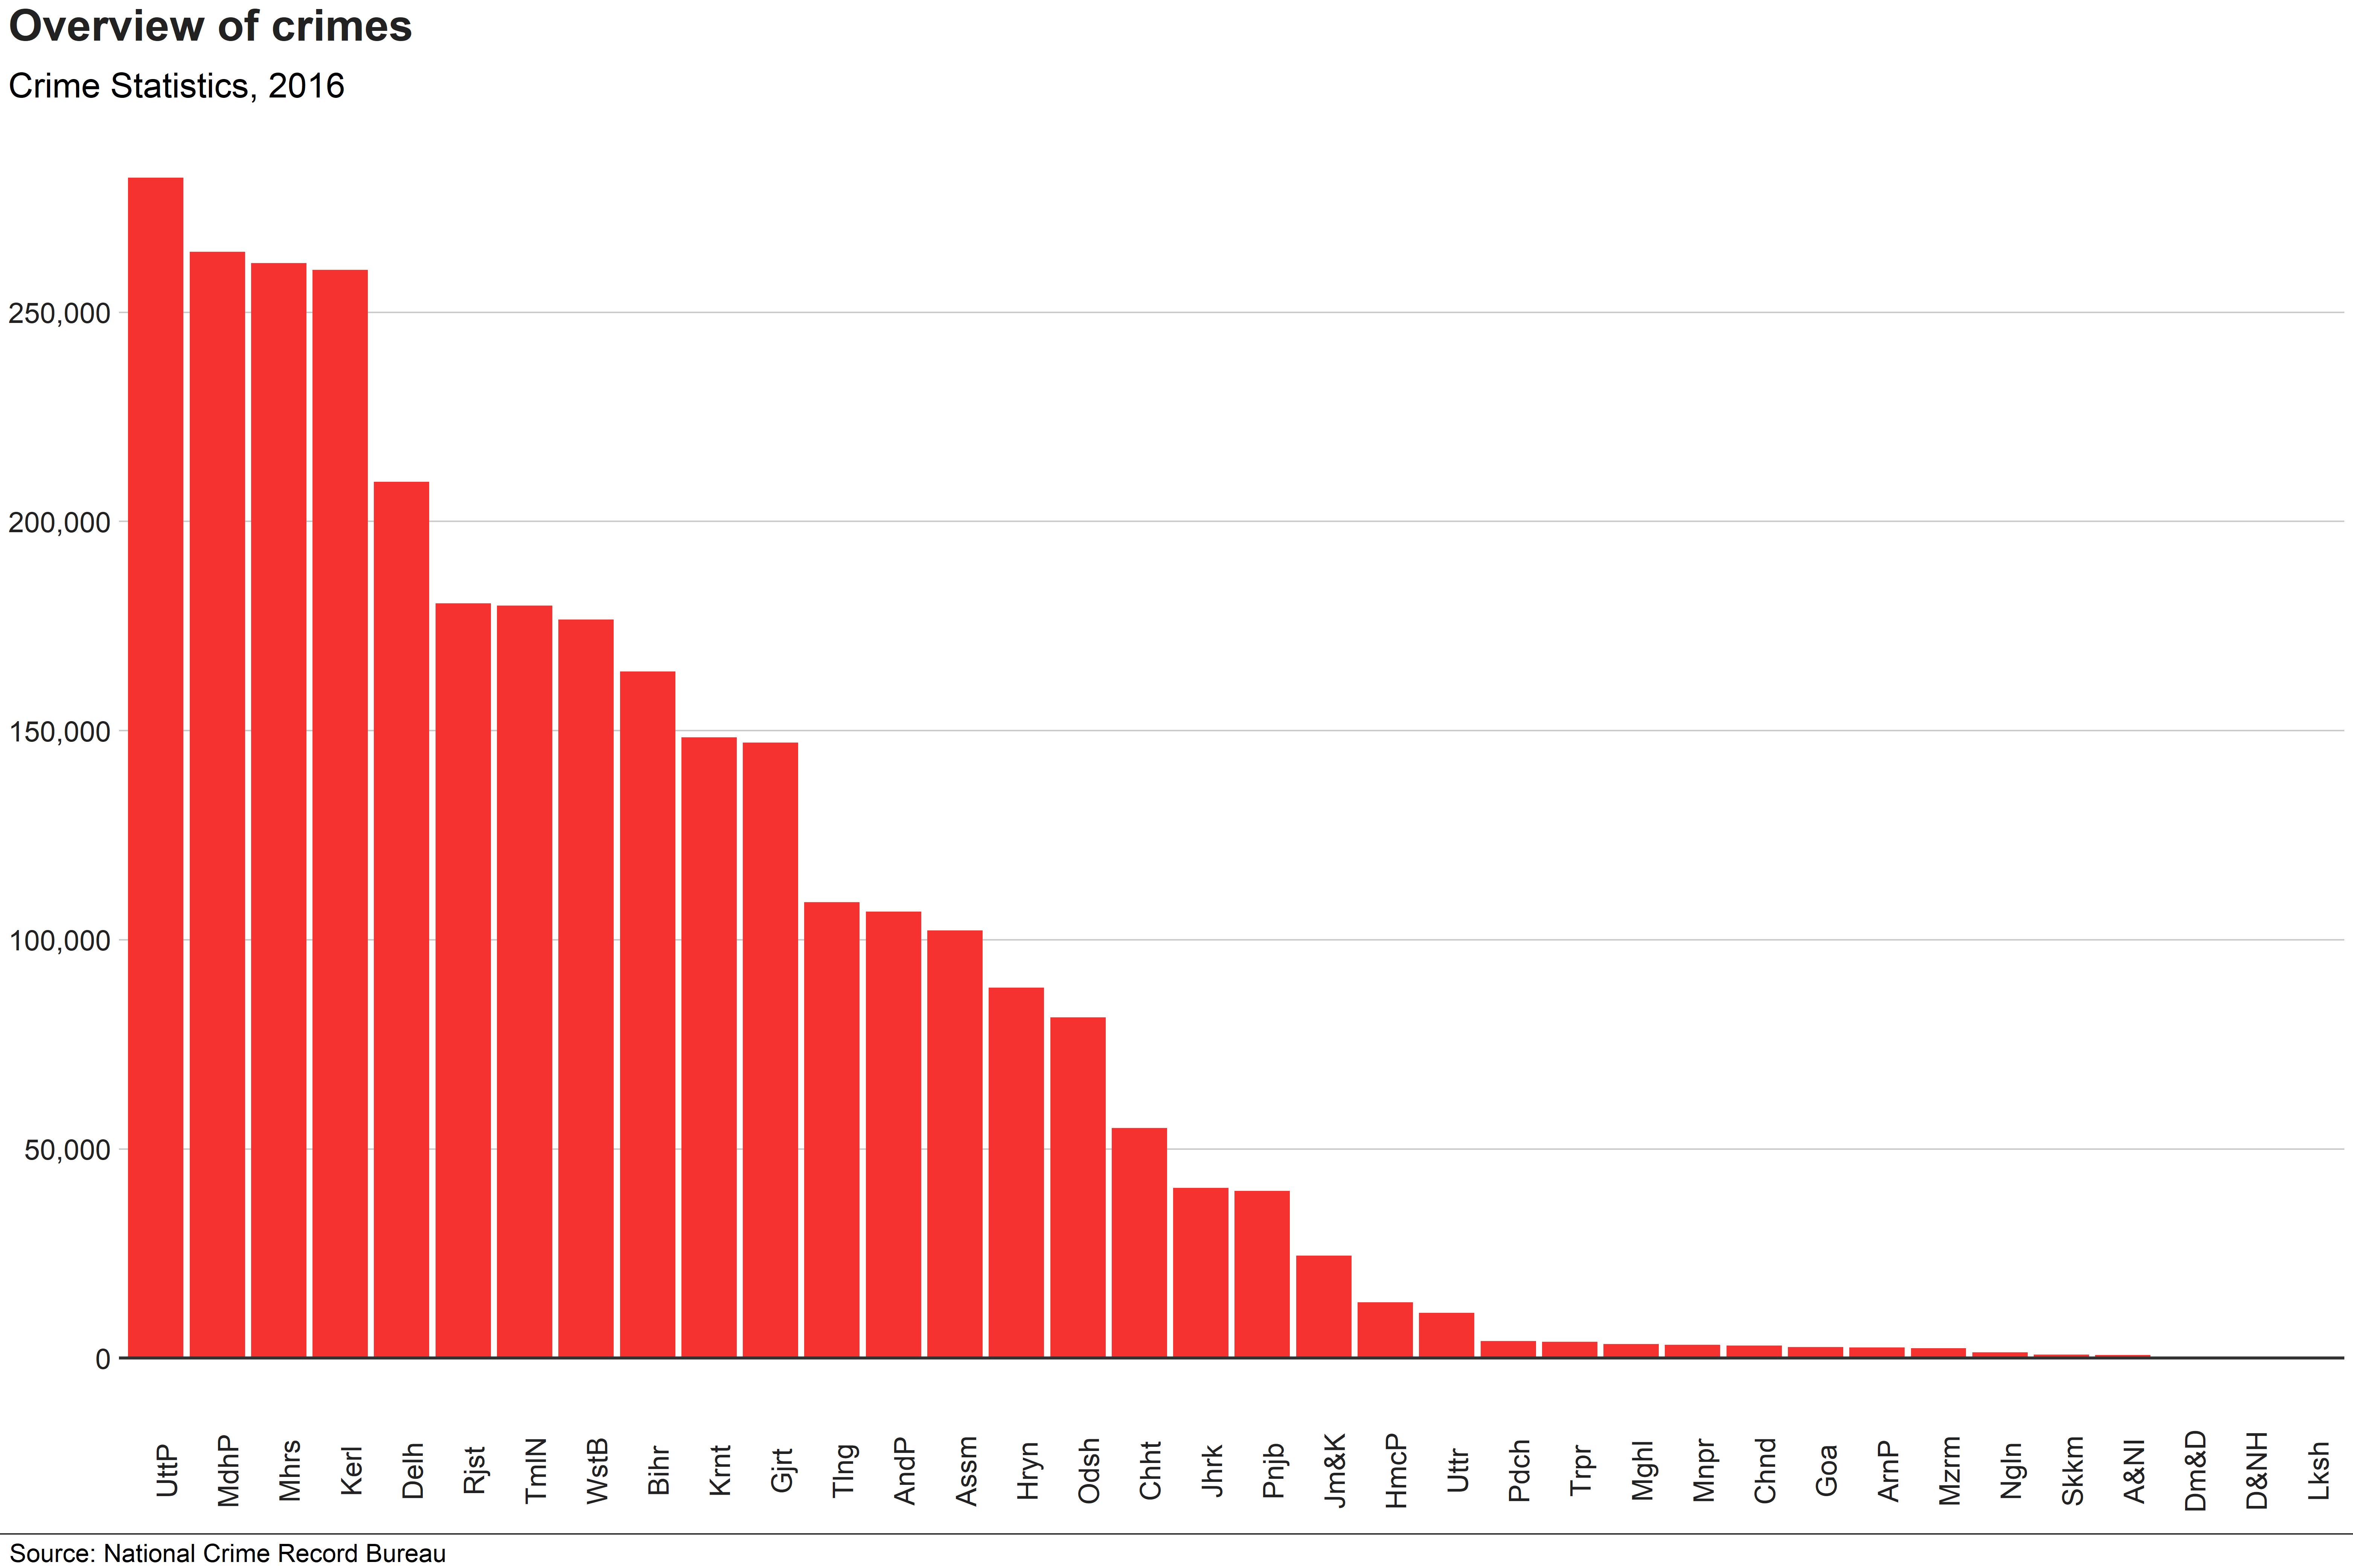 Overview of crimes
Crime Statistics, 2016
250,000
200,000
150,000
100,000
50,000
0
UttP
MdhP
Mhrs
Kerl
Delh
Rjst
TmlN
WstB
Bihr
Krnt
Gjrt
Tlng
AndP
Assm
Hryn
Odsh
Chht
Jhrk
Pnjb
Jm&K
HmcP
Uttr
Pdch
Trpr
Mghl
Mnpr
Chnd
Goa
ArnP
Mzrm
Ngln
Skkm
A&NI
Dm&D
D&NH
Lksh
Source: National Crime Record Bureau